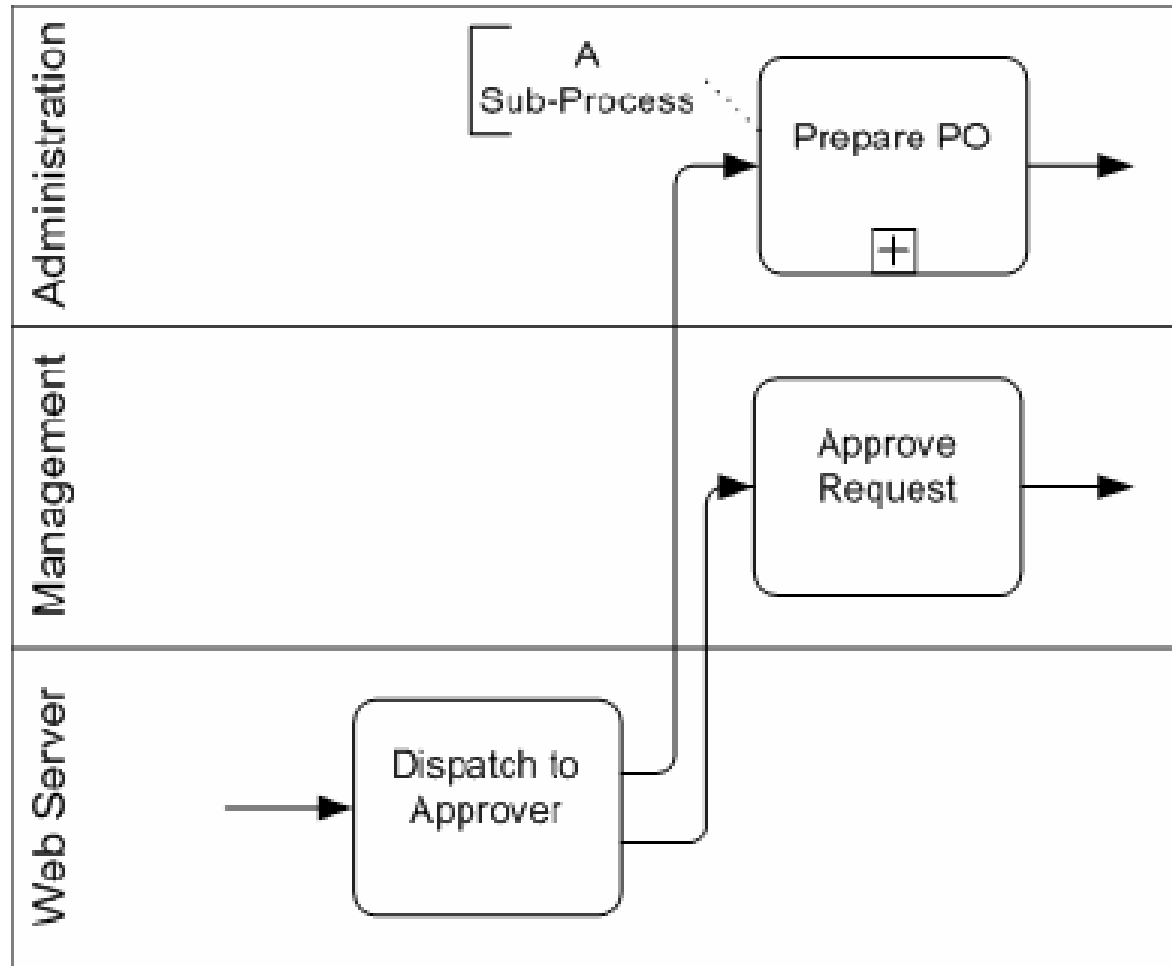 Administration
A
Sub-Process
Prepare PO
Management
Approve
Request
Web Server
Dispatch to
Approver